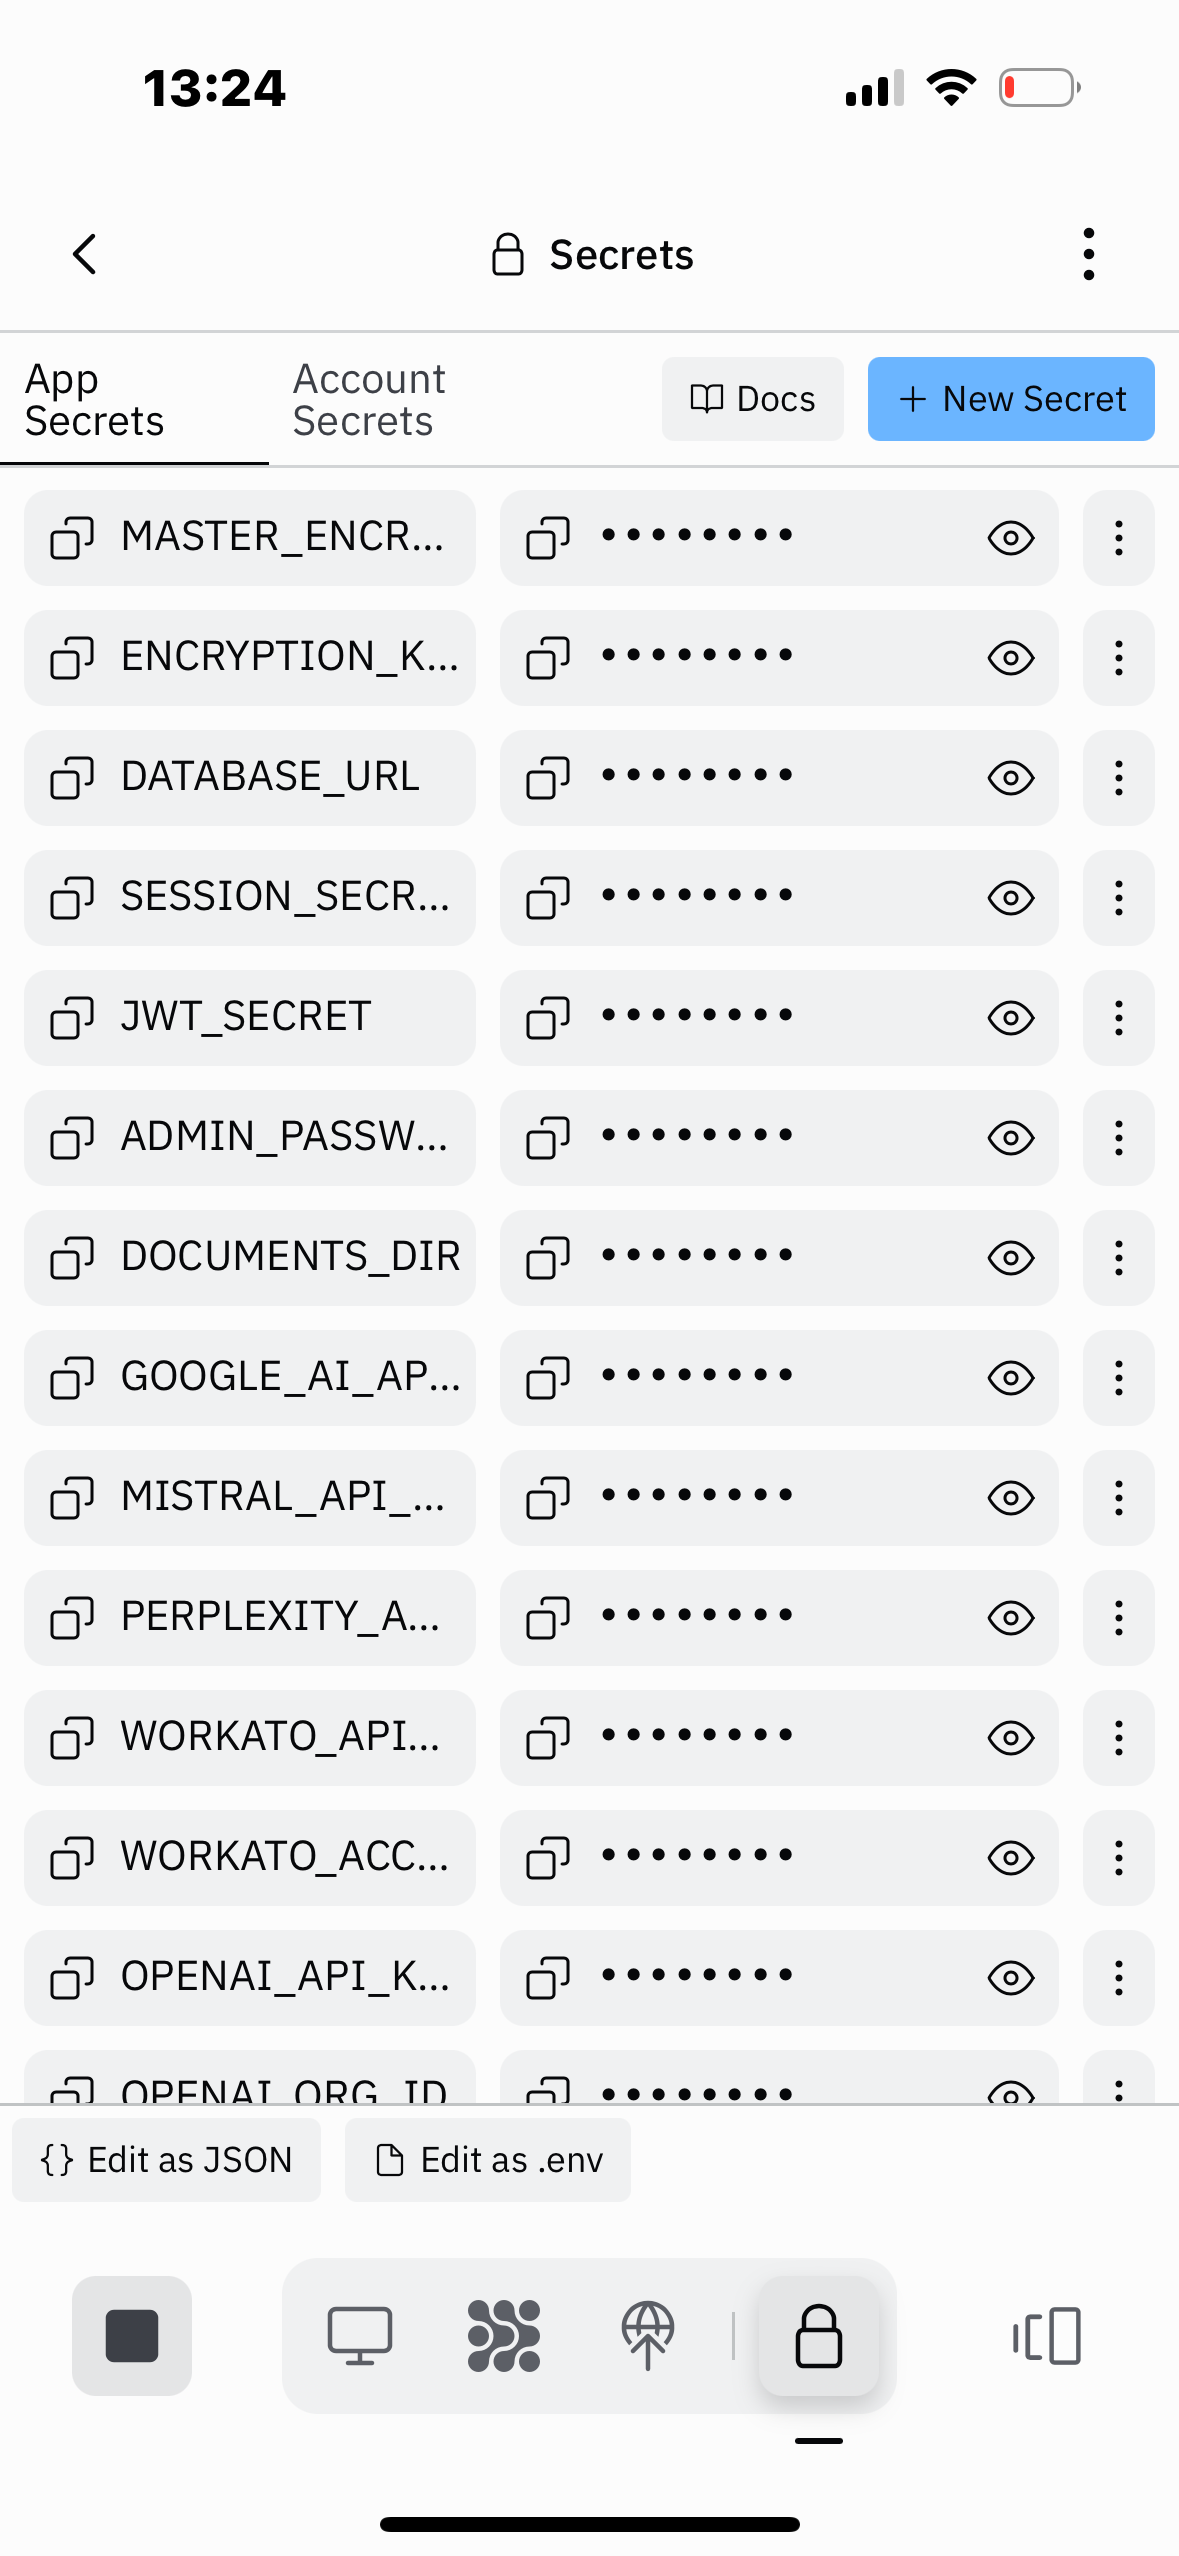 13:24
Secrets
App
Secrets
Account
Secrets
Docs
New Secret
MASTER_ENCR...
ENCRYPTION_K...
DATABASE_URL
SESSION_SECR...
JWT_SECRET
ADMIN_PASSW...
DOCUMENTS_DIR
GOOGLE_AI_AP...
MISTRAL_API_...
PERPLEXITY_A...
WORKATO_API...
WORKATO_ACC...
OPENAI_API_K...
OPENAI_ORG_ID
{} Edit as JSON
Edit as .env